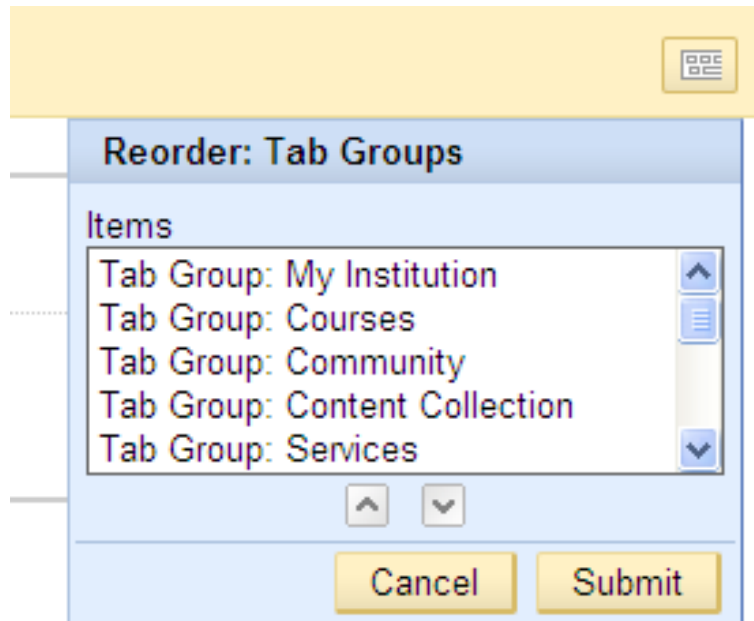 Reorder: Tab Groups
Items
Tab Group: My Institution
Tab Group: Courses
Tab Group: Community
Tab Group: Content Collection
Tab Group: Services
Cancel Submit